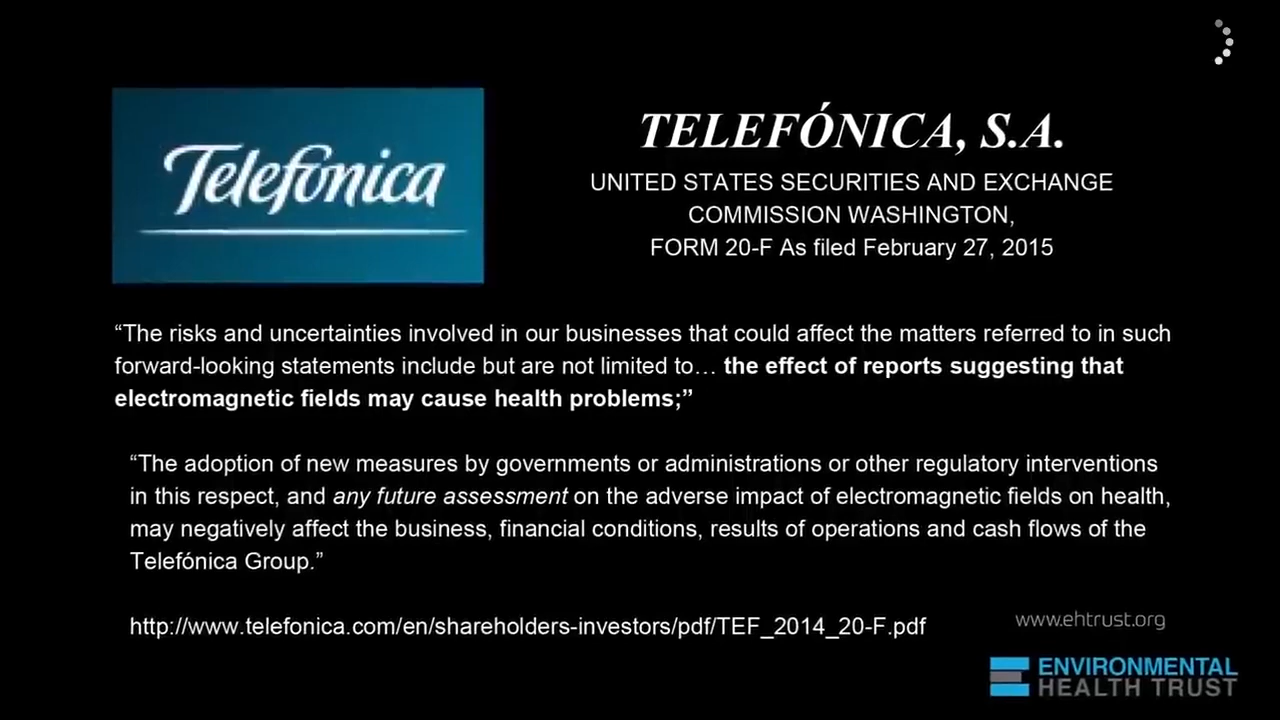 Telefónica
TELEFÓNICA, S.A.
UNITED STATES SECURITIES AND EXCHANGE
COMMISSION WASHINGTON,
FORM 20-F As filed February 27, 2015
“The risks and uncertainties involved in our businesses that could affect the matters referred to in such
forward-looking statements include but are not limited to… the effect of reports suggesting that
electromagnetic fields may cause health problems;”
“The adoption of new measures by governments or administrations or other regulatory interventions
in this respect, and any future assessment on the adverse impact of electromagnetic fields on health,
may negatively affect the business, financial conditions, results of operations and cash flows of the
Telefónica Group.”
http://www.telefonica.com/en/shareholders-investors/pdf/TEF_2014_20-F.pdf
www.ehtrust.org
ENVIRONMENTAL
HEALTH TRUST